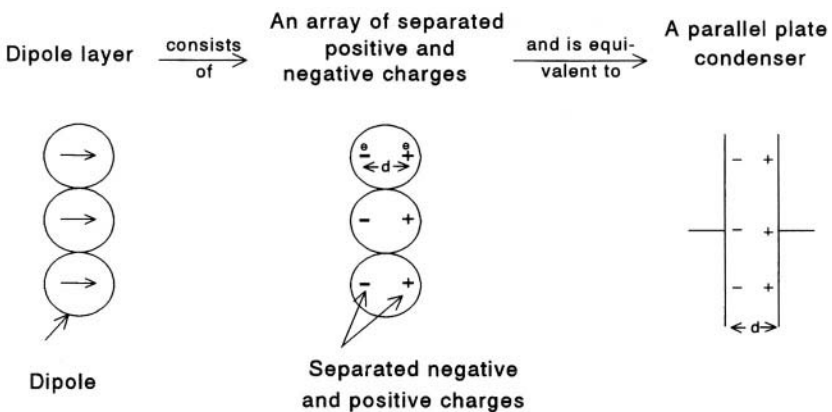 Dipole layer
consists
of
An array of separated
positive and
negative charges
and is equi-
valent to
A parallel plate
condenser
e e
- +
d
- +
- +
- +
- +
- +
d
Dipole
Separated negative
and positive charges